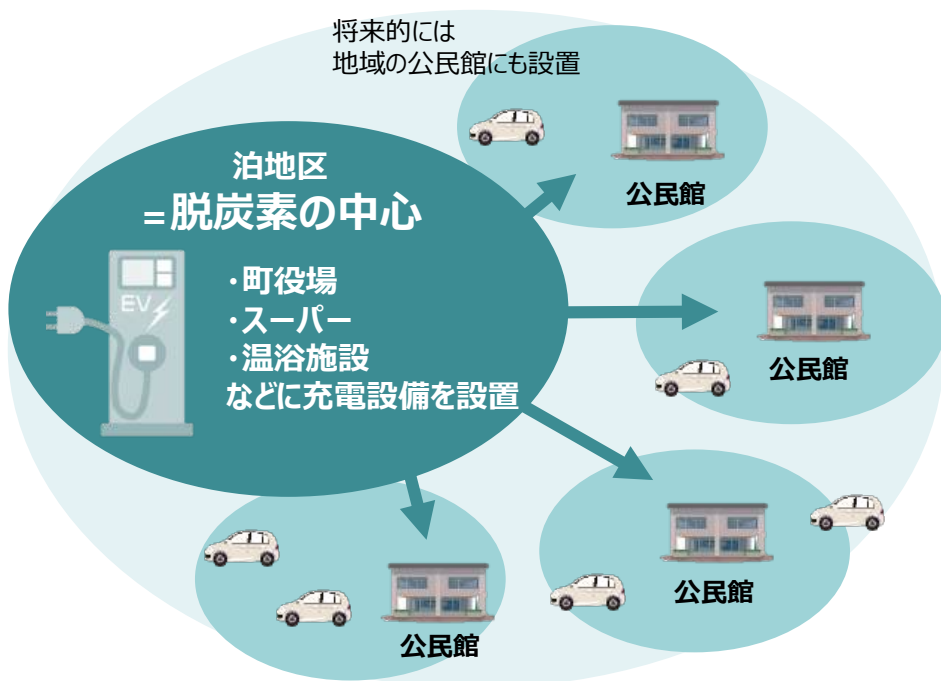 将来的には
地域の公民館にも設置
泊地区
=脱炭素の中心
EV
・町役場
・スーパー
・温浴施設
などに充電設備を設置
公民館
公民館
公民館
公民館